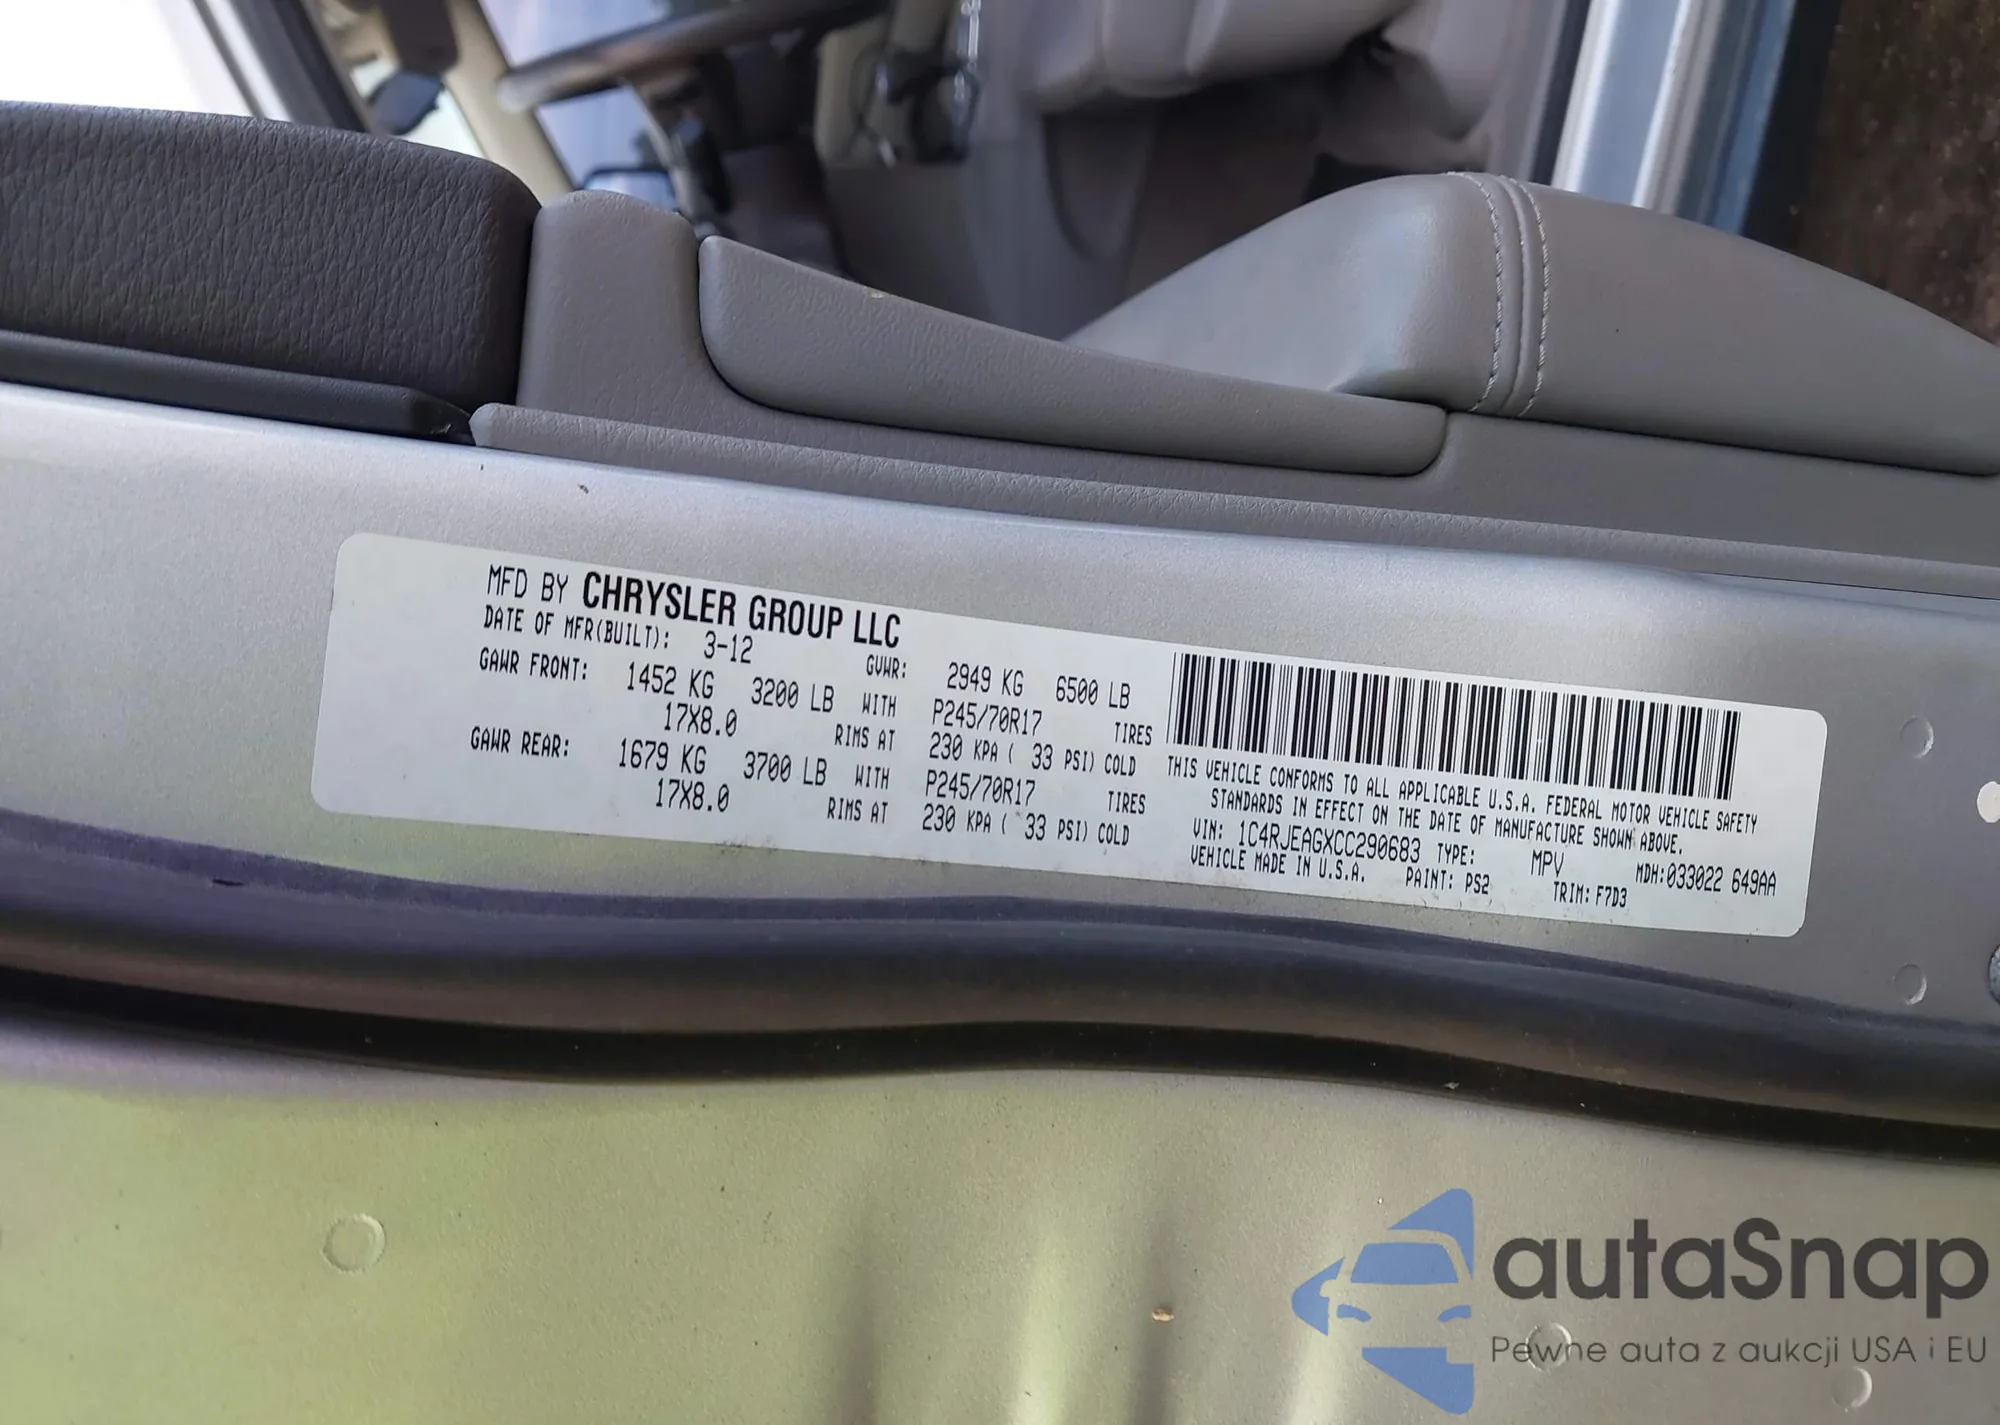 MFD BY CHRYSLER GROUP LLC
DATE OF MFR(BUILT): 3-12 GVWR: 2949 KG 6500 LB
GAWR FRONT: 1452 KG 3200 LB WITH P245/70R17 TIRES
17X8.0 RIMS AT 230 KPA ( 33 PSI) COLD
GAWR REAR: 1679 KG 3700 LB WITH P245/70R17 TIRES
17X8.0 RIMS AT 230 KPA ( 33 PSI) COLD
THIS VEHICLE CONFORMS TO ALL APPLICABLE U.S.A. FEDERAL MOTOR VEHICLE SAFETY
STANDARDS IN EFFECT ON THE DATE OF MANUFACTURE SHOWN ABOVE.
VIN: 1C4RJEAGXCC290683 TYPE: MPV MDH:033022 649AA
VEHICLE MADE IN U.S.A. PAINT: PS2 TRIM: F7D3
autaSnap
Pewne auta z aukcji USA i EU